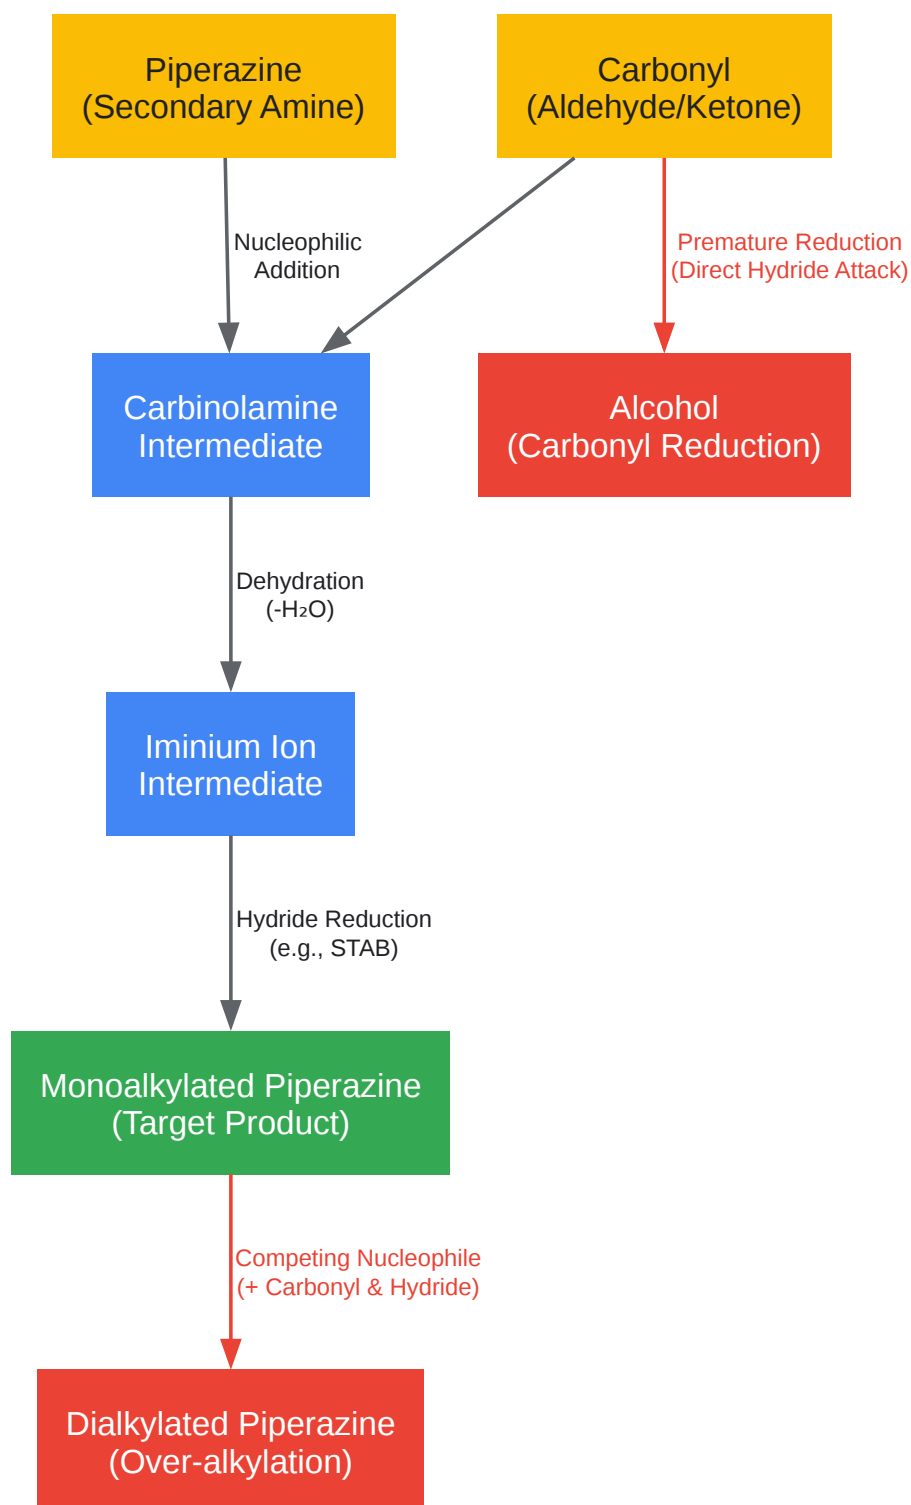 Piperazine
(Secondary Amine)
Carbonyl
(Aldehyde/Ketone)
Nucleophilic
Addition
Premature Reduction
(Direct Hydride Attack)
Carbinolamine
Intermediate
Alcohol
(Carbonyl Reduction)
Dehydration
(-H₂O)
Iminium Ion
Intermediate
Hydride Reduction
(e.g., STAB)
Monoalkylated Piperazine
(Target Product)
Competing Nucleophile
(+ Carbonyl & Hydride)
Dialkylated Piperazine
(Over-alkylation)